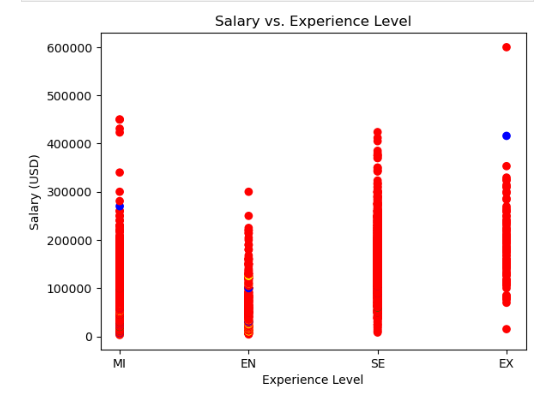 Salary vs. Experience Level
600000
500000
400000
300000
200000
100000
0
Salary (USD)
MI EN SE EX
Experience Level